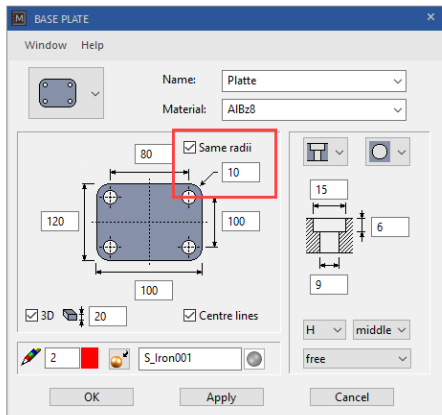 M BASE PLATE ×
Window Help
Name: Platte
Material: AlBz8
Same radii
80
10
15
120
100
6
100
9
3D 20 Centre lines
H middle
2 S_Iron001 free
OK Apply Cancel